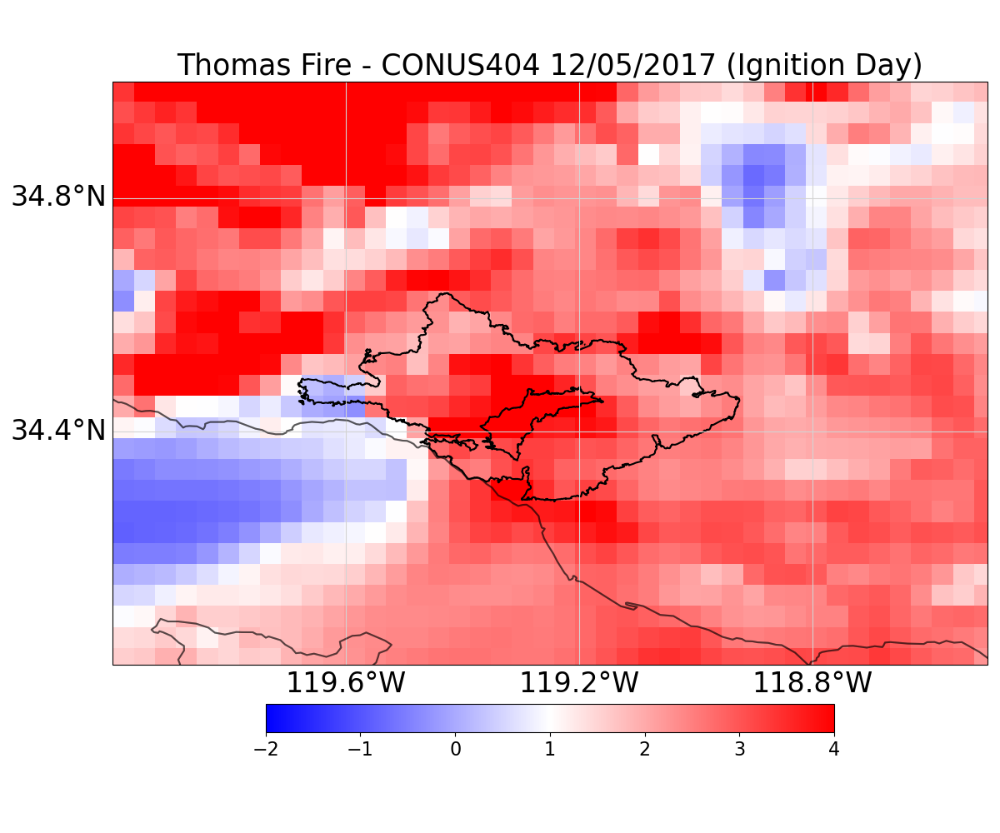 Thomas Fire - CONUS404 12/05/2017 (Ignition Day)
34.8°N
34.4°N
119.6°W 119.2°W 118.8°W
−2 −1 0 1 2 3 4